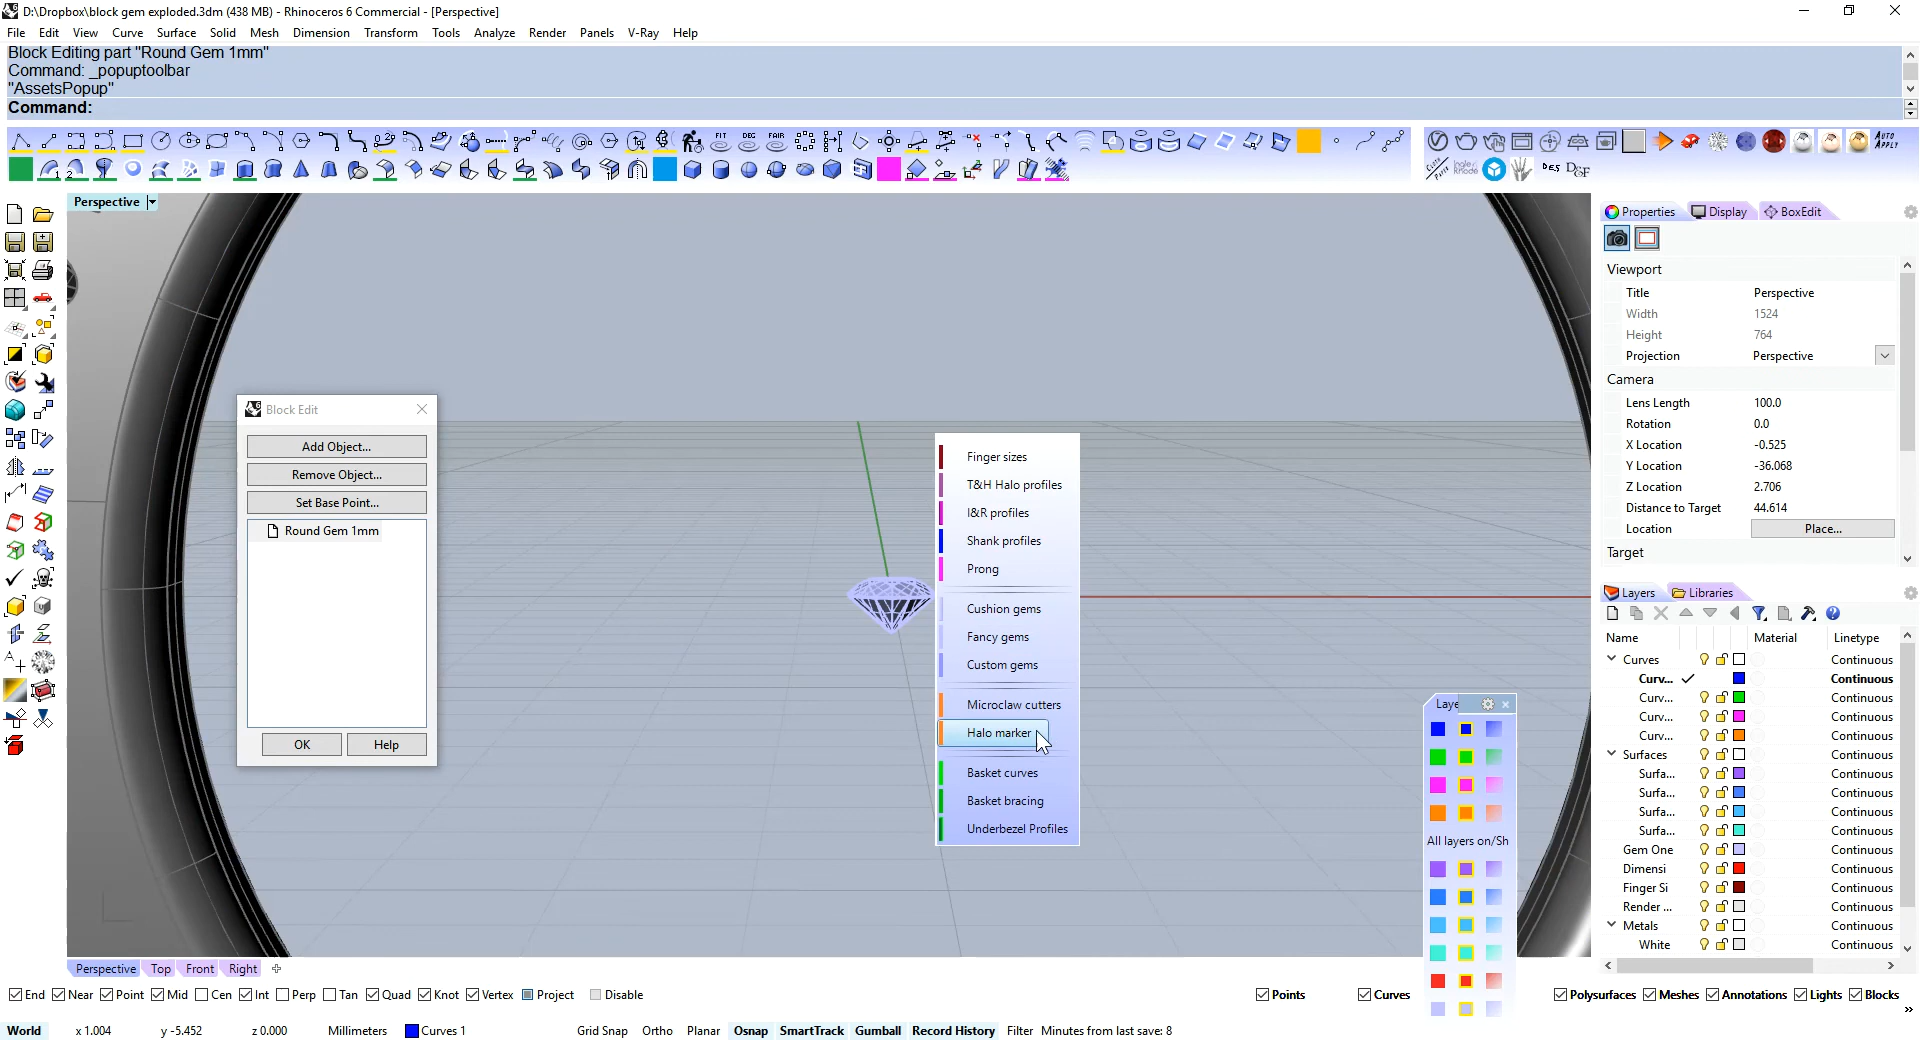 D:\Dropbox\block gem exploded.3dm (438 MB) - Rhinoceros 6 Commercial - [Perspective]
File Edit View Curve Surface Solid Mesh Dimension Transform Tools Analyze Render Panels V-Ray Help
Block Editing part "Round Gem 1mm"
Command: _popuptoolbar
"AssetsPopup"
Command:
FIT DEG FAIR
AUTO APPLY
1 2
DES
Perspective
Properties Display BoxEdit
Viewport
Title Perspective
Width 1524
Height 764
Projection Perspective
Camera
Lens Length 100.0
Rotation 0.0
X Location -0.525
Y Location -36.068
Z Location 2.706
Distance to Target 44.614
Location Place...
Target
Block Edit
Add Object...
Remove Object...
Set Base Point...
Round Gem 1mm
OK Help
Finger sizes
T&H Halo profiles
I&R profiles
Shank profiles
Prong
Cushion gems
Fancy gems
Custom gems
Microclaw cutters
Halo marker
Basket curves
Basket bracing
Underbezel Profiles
Laye
All layers on/Sh
Layers Libraries
Name Material Linetype
Curves Continuous
Curv... Continuous
Curv... Continuous
Curv... Continuous
Curv... Continuous
Surfaces Continuous
Surfa... Continuous
Surfa... Continuous
Surfa... Continuous
Surfa... Continuous
Gem One Continuous
Dimensi Continuous
Finger Si Continuous
Render ... Continuous
Metals Continuous
White Continuous
Perspective Top Front Right
End Near Point Mid Cen Int Perp Tan Quad Knot Vertex Project Disable
Points Curves Polysurfaces Meshes Annotations Lights Blocks
World x 1.004 y -5.452 z 0.000 Millimeters Curves 1 Grid Snap Ortho Planar Osnap SmartTrack Gumball Record History Filter Minutes from last save: 8